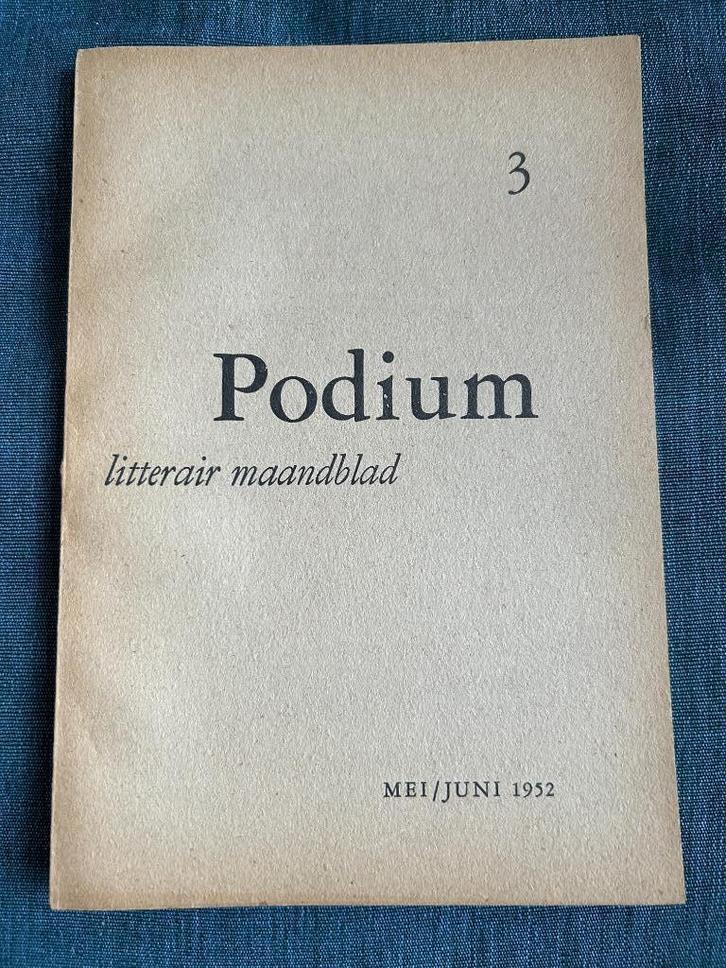 3
Podium
litterair maandblad
MEI/JUNI 1952